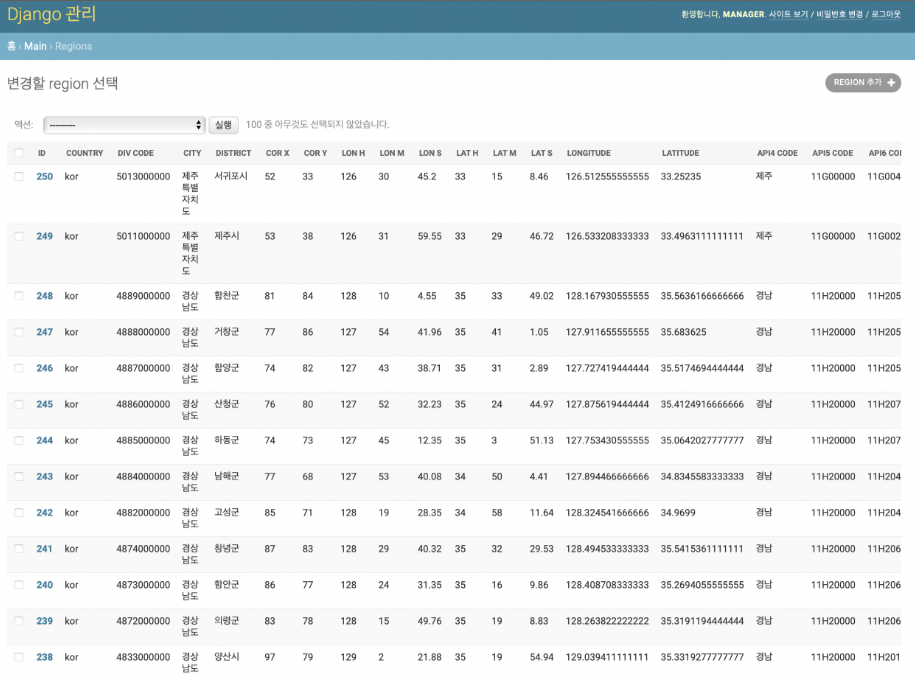 Django 관리
환영합니다, MANAGER. 사이트 보기 / 비밀번호 변경 / 로그아웃
홈 › Main › Regions
변경할 region 선택
REGION 추가 +
액션: --------- 실행 100 중 아무것도 선택되지 않았습니다.
ID COUNTRY DIV CODE CITY DISTRICT COR X COR Y LON H LON M LON S LAT H LAT M LAT S LONGITUDE LATITUDE API4 CODE API5 CODE API6 COI
250 kor 5013000000 제주 서귀포시 52 33 126 30 45.2 33 15 8.46 126.512555555555 33.25235 제주 11G00000 11G004
특별
자치
도
249 kor 5011000000 제주 제주시 53 38 126 31 59.55 33 29 46.72 126.533208333333 33.4963111111111 제주 11G00000 11G002
특별
자치
도
248 kor 4889000000 경상 합천군 81 84 128 10 4.55 35 33 49.02 128.167930555555 35.5636166666666 경남 11H20000 11H205
남도
247 kor 4888000000 경상 거창군 77 86 127 54 41.96 35 41 1.05 127.911655555555 35.683625 경남 11H20000 11H205
남도
246 kor 4887000000 경상 함양군 74 82 127 43 38.71 35 31 2.89 127.727419444444 35.5174694444444 경남 11H20000 11H205
남도
245 kor 4886000000 경상 산청군 76 80 127 52 32.23 35 24 44.97 127.875619444444 35.4124916666666 경남 11H20000 11H207
남도
244 kor 4885000000 경상 하동군 74 73 127 45 12.35 35 3 51.13 127.753430555555 35.0642027777777 경남 11H20000 11H207
남도
243 kor 4884000000 경상 남해군 77 68 127 53 40.08 34 50 4.41 127.894466666666 34.8345583333333 경남 11H20000 11H204
남도
242 kor 4882000000 경상 고성군 85 71 128 19 28.35 34 58 11.64 128.324541666666 34.9699 경남 11H20000 11H204
남도
241 kor 4874000000 경상 창녕군 87 83 128 29 40.32 35 32 29.53 128.494533333333 35.5415361111111 경남 11H20000 11H206
남도
240 kor 4873000000 경상 함안군 86 77 128 24 31.35 35 16 9.86 128.408708333333 35.2694055555555 경남 11H20000 11H206
남도
239 kor 4872000000 경상 의령군 83 78 128 15 49.76 35 19 8.83 128.263822222222 35.3191194444444 경남 11H20000 11H206
남도
238 kor 4833000000 경상 양산시 97 79 129 2 21.88 35 19 54.94 129.039411111111 35.3319277777777 경남 11H20000 11H201
남도